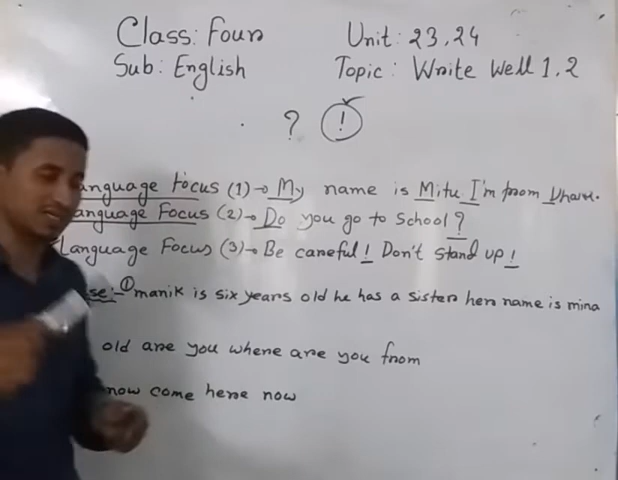 Class: Four
Unit: 23,24
Sub: English
Topic: Write Well 1,2
? !
anguage Focus (1)→ My name is Mitu I'm from
anguage Focus (2)→ Do you go to School?
Language Focus (3)→ Be careful! Don't stand up!
se:- ① manik is six years old he has a sister her name is mina
old are you where are you from
now come here now